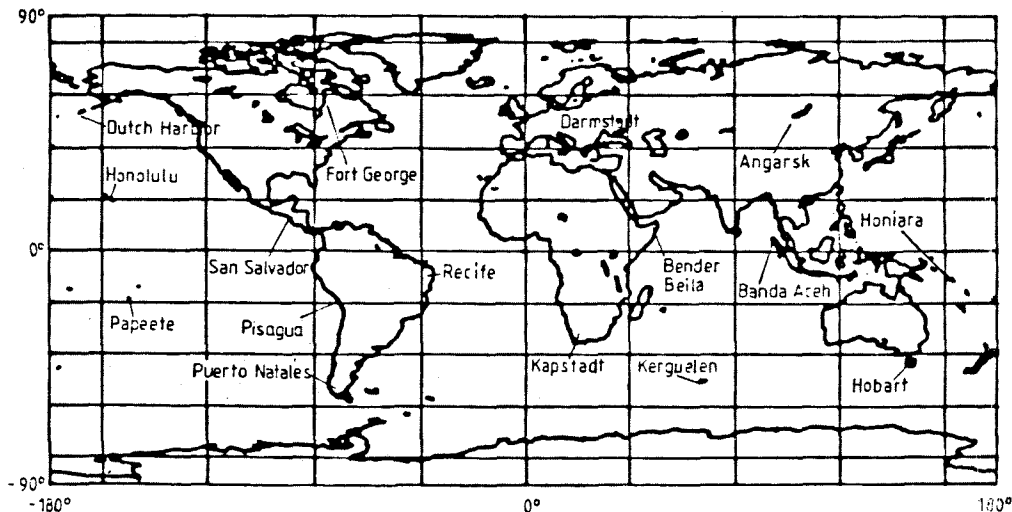 90°
Dutch Harbor
Darmstadt
Honolulu
Fort George
Angarsk
Honiara
0°
San Salvador
Recife
Bender
Beila
Banda Aceh
Papeete
Pisagua
Puerto Natales
Kapstadt
Kerguelen
Hobart
-90°
-180°
0°
180°